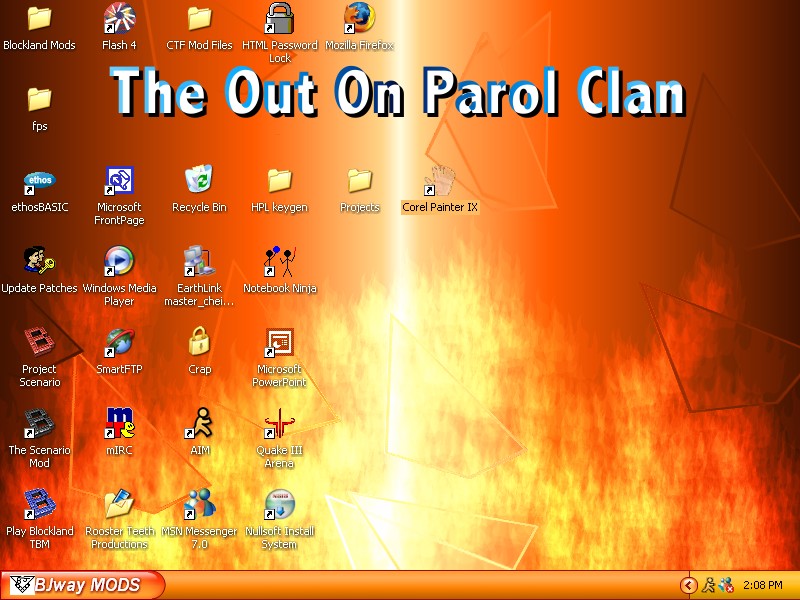 Blockland Mods
Flash 4
CTF Mod Files
HTML Password
Lock
Mozilla Firefox
The Out On Parol Clan
fps
ethos
ethosBASIC
Microsoft
FrontPage
Recycle Bin
HPL keygen
Projects
Corel Painter IX
Update Patches
Windows Media
Player
EarthLink
master_chei...
Notebook Ninja
Project
Scenario
SmartFTP
Crap
Microsoft
PowerPoint
The Scenario
Mod
mIRC
AIM
Quake III
Arena
Play Blockland
TBM
Rooster Teeth
Productions
MSN Messenger
7.0
Nullsoft Install
System
BJway MODS
2:08 PM